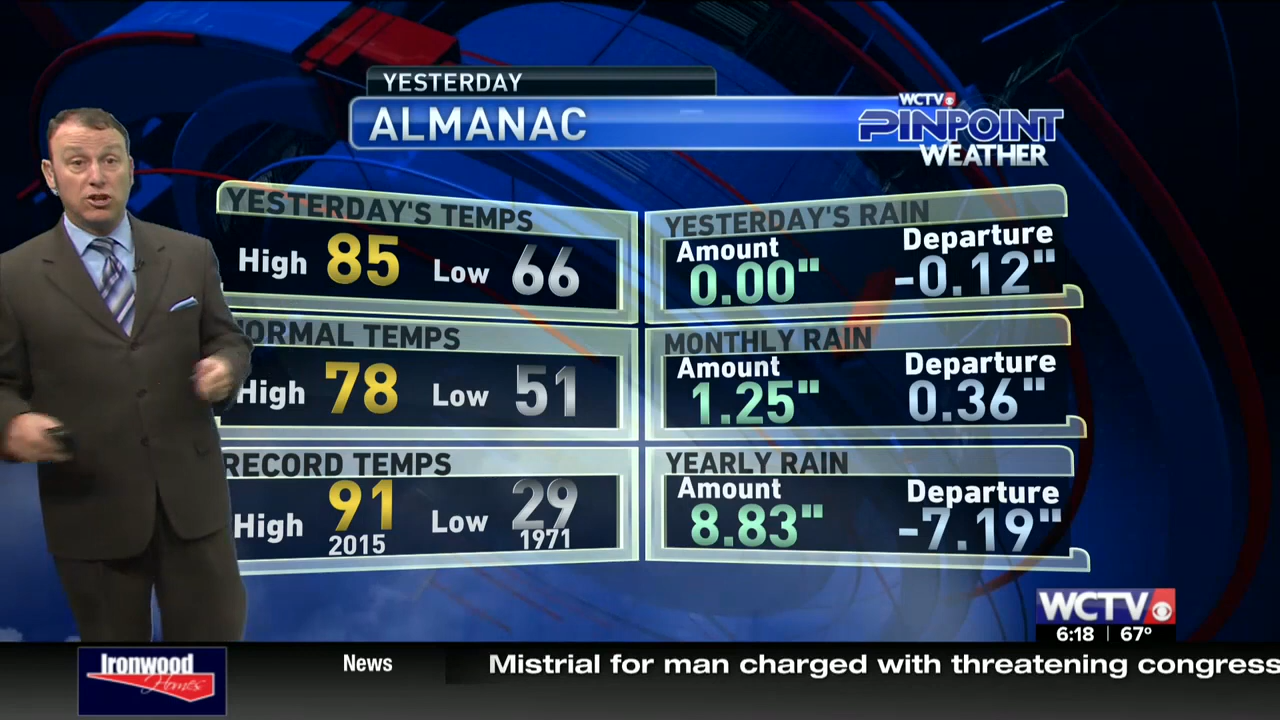 YESTERDAY
ALMANAC
WCTV
PINPOINT
WEATHER
YESTERDAY'S TEMPS
High 85 Low 66
YESTERDAY'S RAIN
Amount Departure
0.00" -0.12"
ORMAL TEMPS
High 78 Low 51
MONTHLY RAIN
Amount Departure
1.25" 0.36"
RECORD TEMPS
High 91 Low 29
2015 1971
YEARLY RAIN
Amount Departure
8.83" -7.19"
WCTV
6:18 | 67°
Ironwood
Homes
News Mistrial for man charged with threatening congress